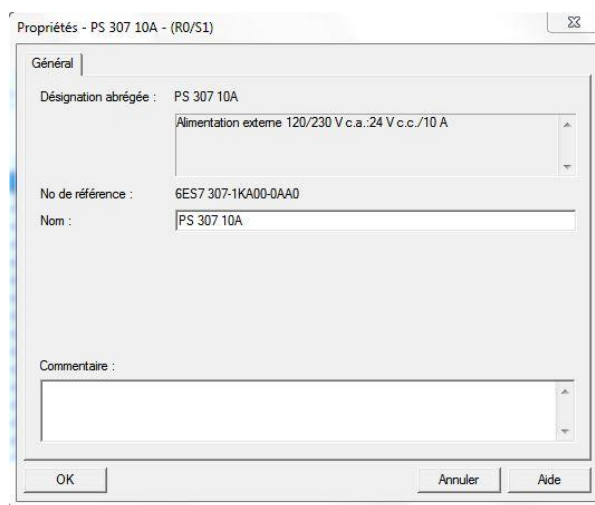 Propriétés - PS 307 10A - (R0/S1)
Général
Désignation abrégée : PS 307 10A
Alimentation externe 120/230 V c.a.:24 V c.c./10 A
No de référence : 6ES7 307-1KA00-0AA0
Nom : PS 307 10A
Commentaire :
OK Annuler Aide